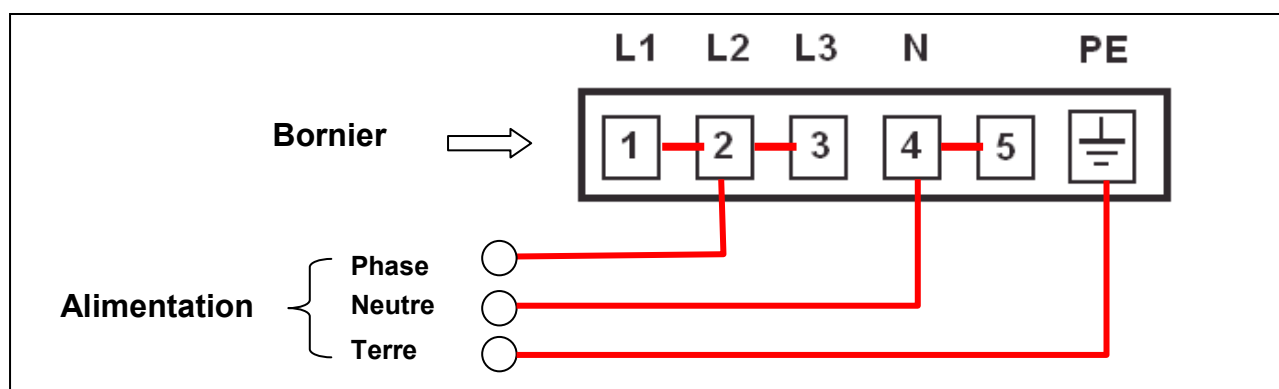 L1 L2 L3 N PE
Bornier 1 2 3 4 5
Phase
Alimentation Neutre
Terre